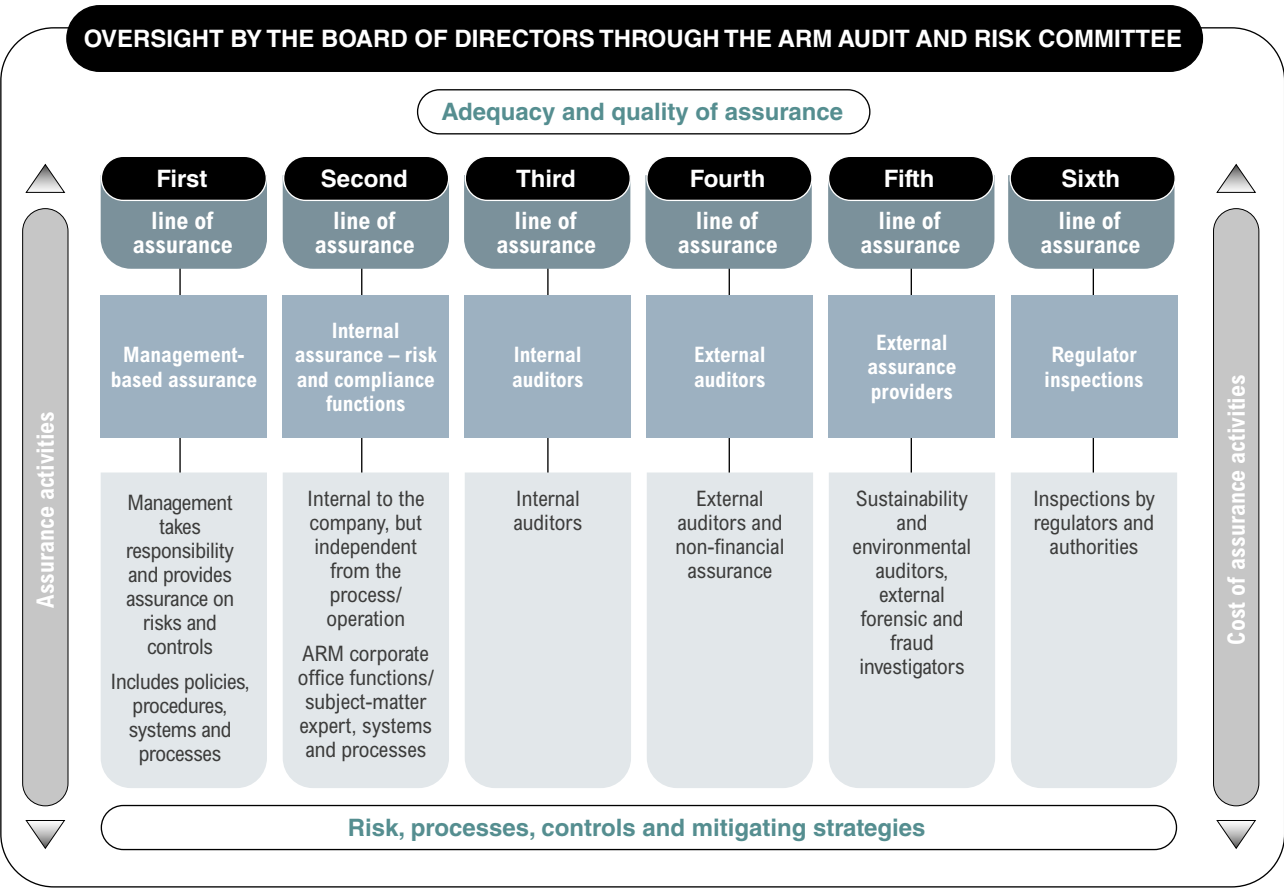 OVERSIGHT BY THE BOARD OF DIRECTORS THROUGH THE ARM AUDIT AND RISK COMMITTEE
Adequacy and quality of assurance
Assurance activities
First
line of
assurance
Management-
based assurance
Management
takes
responsibility
and provides
assurance on
risks and
controls
Includes policies,
procedures,
systems and
processes
Second
line of
assurance
Internal
assurance – risk
and compliance
functions
Internal to the
company, but
independent
from the
process/
operation
ARM corporate
office functions/
subject-matter
expert, systems
and processes
Third
line of
assurance
Internal
auditors
Internal
auditors
Fourth
line of
assurance
External
auditors
External
auditors and
non-financial
assurance
Fifth
line of
assurance
External
assurance
providers
Sustainability
and
environmental
auditors,
external
forensic and
fraud
investigators
Sixth
line of
assurance
Regulator
inspections
Inspections by
regulators and
authorities
Cost of assurance activities
Risk, processes, controls and mitigating strategies